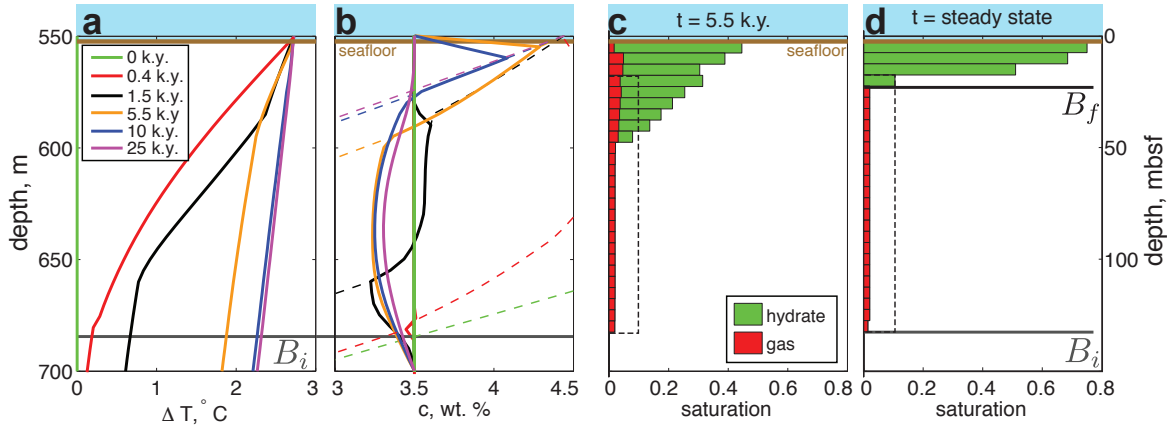 a
b
c
d
t = 5.5 k.y.
t = steady state
seafloor
seafloor
0 k.y.
0.4 k.y.
1.5 k.y.
5.5 k.y
10 k.y.
25 k.y.
550
600
650
700
depth, m
0
1
2
3
Δ T,° C
B_i
3
3.5
4
4.5
c, wt. %
hydrate
gas
0
0.2
0.4
0.6
0.8
saturation
B_f
B_i
0
0.2
0.4
0.6
0.8
saturation
0
50
100
depth, mbsf